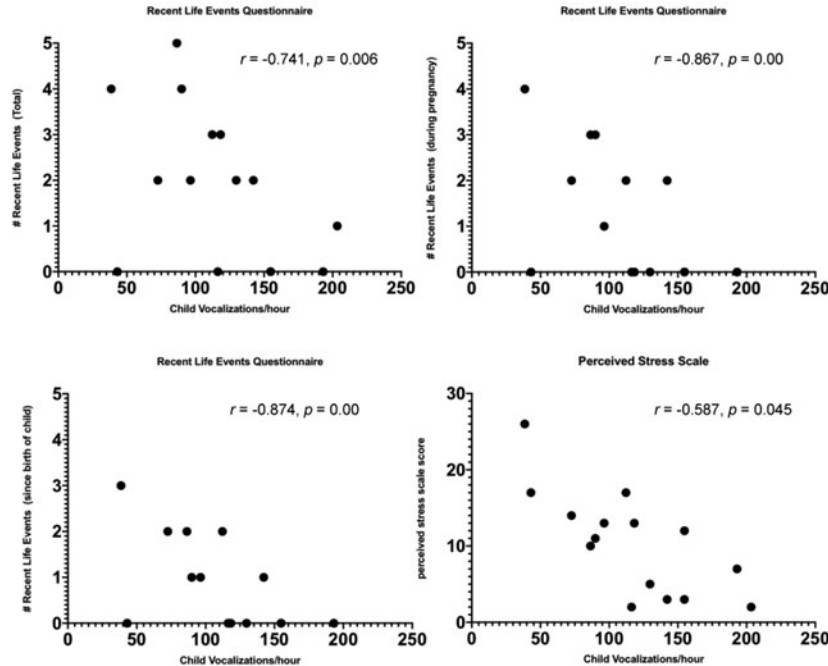 Recent Life Events Questionnaire
r = -0.741, p = 0.006
# Recent Life Events (Total)
5
4
3
2
1
0
0 50 100 150 200 250
Child Vocalizations/hour
Recent Life Events Questionnaire
r = -0.867, p = 0.00
# Recent Life Events (during pregnancy)
5
4
3
2
1
0
0 50 100 150 200 250
Child Vocalizations/hour
Recent Life Events Questionnaire
r = -0.874, p = 0.00
# Recent Life Events (since birth of child)
5
4
3
2
1
0
0 50 100 150 200 250
Child Vocalizations/hour
Perceived Stress Scale
r = -0.587, p = 0.045
perceived stress scale score
30
20
10
0
0 50 100 150 200 250
Child Vocalizations/hour